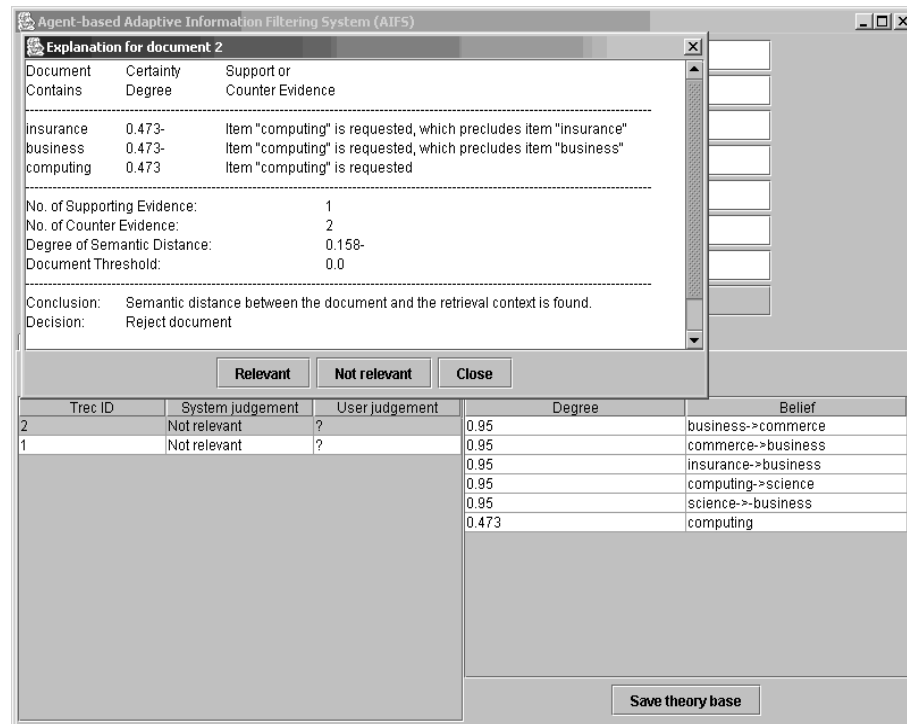 Agent-based Adaptive Information Filtering System (AIFS)
Explanation for document 2
Document Certainty Support or
Contains Degree Counter Evidence
--------------------------------------------------------------------------------
insurance 0.473- Item "computing" is requested, which precludes item "insurance"
business 0.473- Item "computing" is requested, which precludes item "business"
computing 0.473 Item "computing" is requested
--------------------------------------------------------------------------------
No. of Supporting Evidence: 1
No. of Counter Evidence: 2
Degree of Semantic Distance: 0.158-
Document Threshold: 0.0
--------------------------------------------------------------------------------
Conclusion: Semantic distance between the document and the retrieval context is found.
Decision: Reject document
Relevant Not relevant Close
Trec ID System judgement User judgement Degree Belief
2 Not relevant ? 0.95 business->commerce
1 Not relevant ? 0.95 commerce->business
0.95 insurance->business
0.95 computing->science
0.95 science->-business
0.473 computing
Save theory base